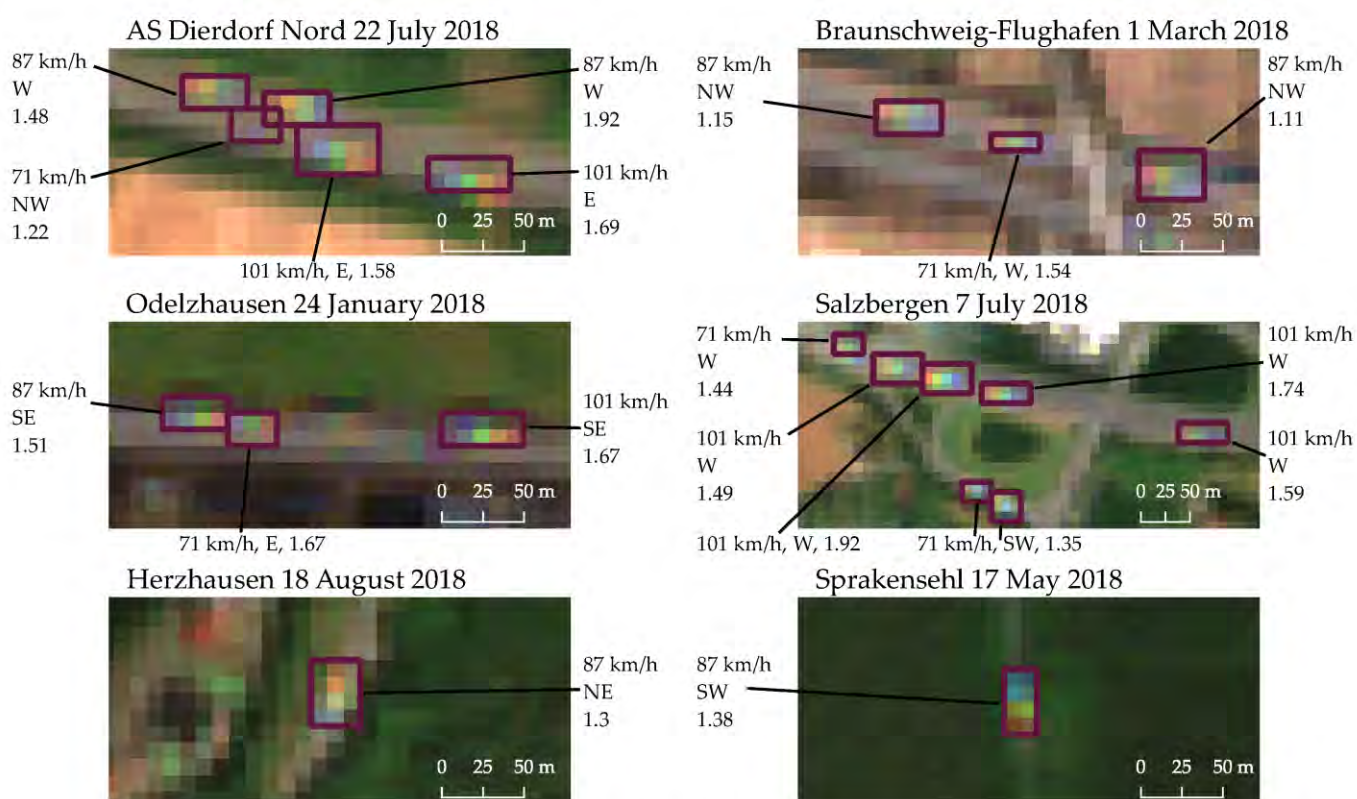 AS Dierdorf Nord 22 July 2018
87 km/h
W
1.48
71 km/h
NW
1.22
87 km/h
W
1.92
101 km/h
E
1.69
0 25 50 m
101 km/h, E, 1.58
Braunschweig-Flughafen 1 March 2018
87 km/h
NW
1.15
87 km/h
NW
1.11
0 25 50 m
71 km/h, W, 1.54
Odelzhausen 24 January 2018
87 km/h
SE
1.51
101 km/h
SE
1.67
0 25 50 m
71 km/h, E, 1.67
Salzbergen 7 July 2018
71 km/h
W
1.44
101 km/h
W
1.49
101 km/h
W
1.74
101 km/h
W
1.59
0 25 50 m
101 km/h, W, 1.92
71 km/h, SW, 1.35
Herzhausen 18 August 2018
87 km/h
NE
1.3
0 25 50 m
Sprakensehl 17 May 2018
87 km/h
SW
1.38
0 25 50 m